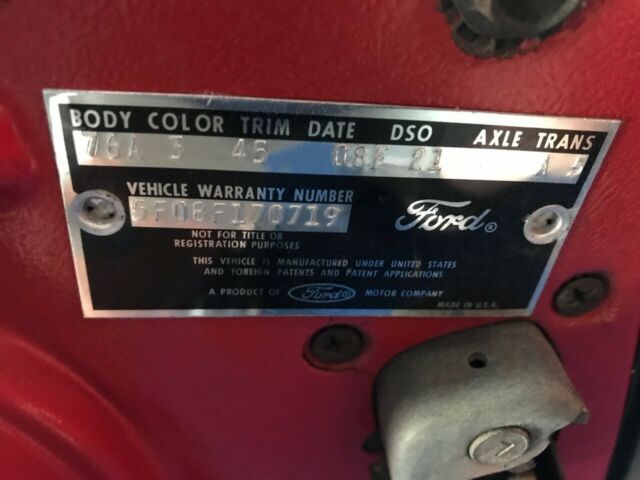 BODY COLOR TRIM DATE DSO AXLE TRANS
76A 3 45 08F 21 A 5
VEHICLE WARRANTY NUMBER
5F08F170719
Ford®
NOT FOR TITLE OR
REGISTRATION PURPOSES
THIS VEHICLE IS MANUFACTURED UNDER UNITED STATES
AND FOREIGN PATENTS AND PATENT APPLICATIONS
A PRODUCT OF Ford® MOTOR COMPANY
MADE IN U.S.A.